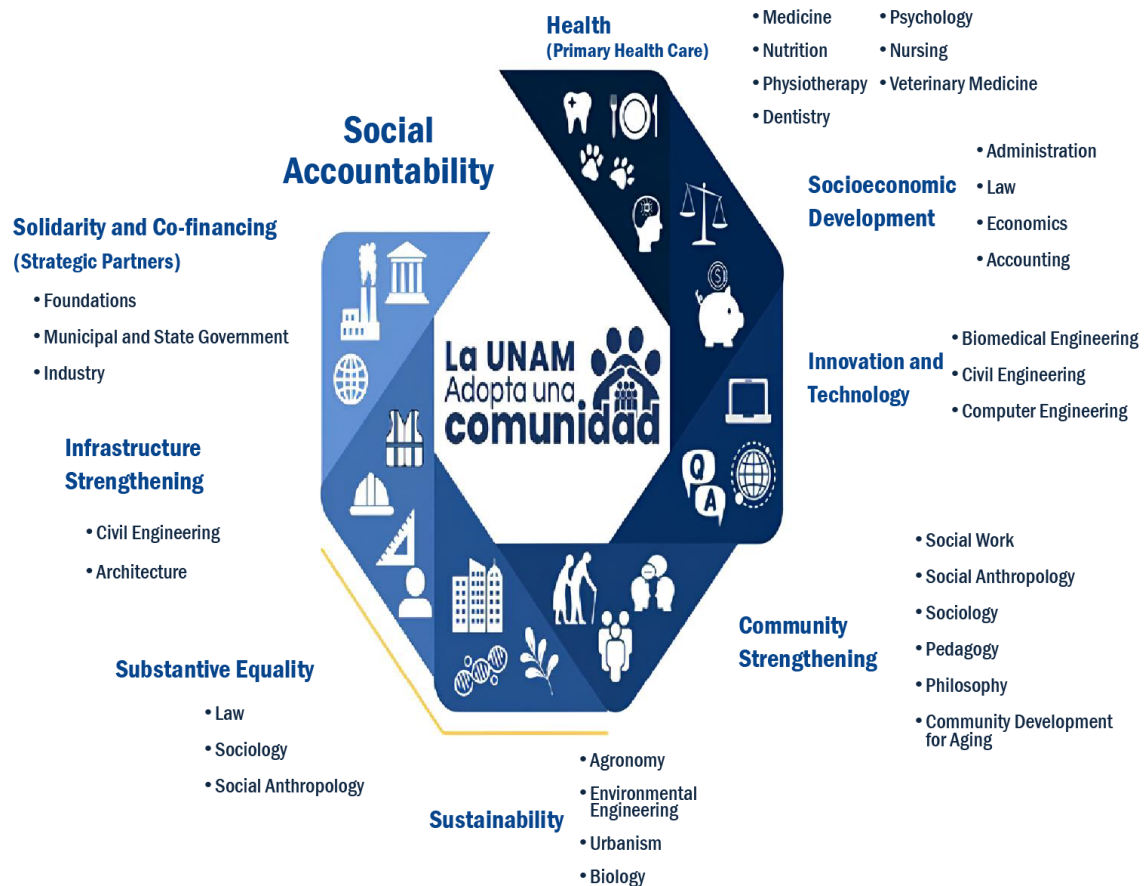 Health
(Primary Health Care)
• Medicine
• Nutrition
• Physiotherapy
• Dentistry
• Psychology
• Nursing
• Veterinary Medicine
Social
Accountability
Socioeconomic
Development
• Administration
• Law
• Economics
• Accounting
Solidarity and Co-financing
(Strategic Partners)
• Foundations
• Municipal and State Government
• Industry
La UNAM
Adopta una
comunidad
Innovation and
Technology
• Biomedical Engineering
• Civil Engineering
• Computer Engineering
Infrastructure
Strengthening
• Civil Engineering
• Architecture
Q
A
Community
Strengthening
• Social Work
• Social Anthropology
• Sociology
• Pedagogy
• Philosophy
• Community Development
for Aging
Substantive Equality
• Law
• Sociology
• Social Anthropology
Sustainability
• Agronomy
• Environmental
Engineering
• Urbanism
• Biology